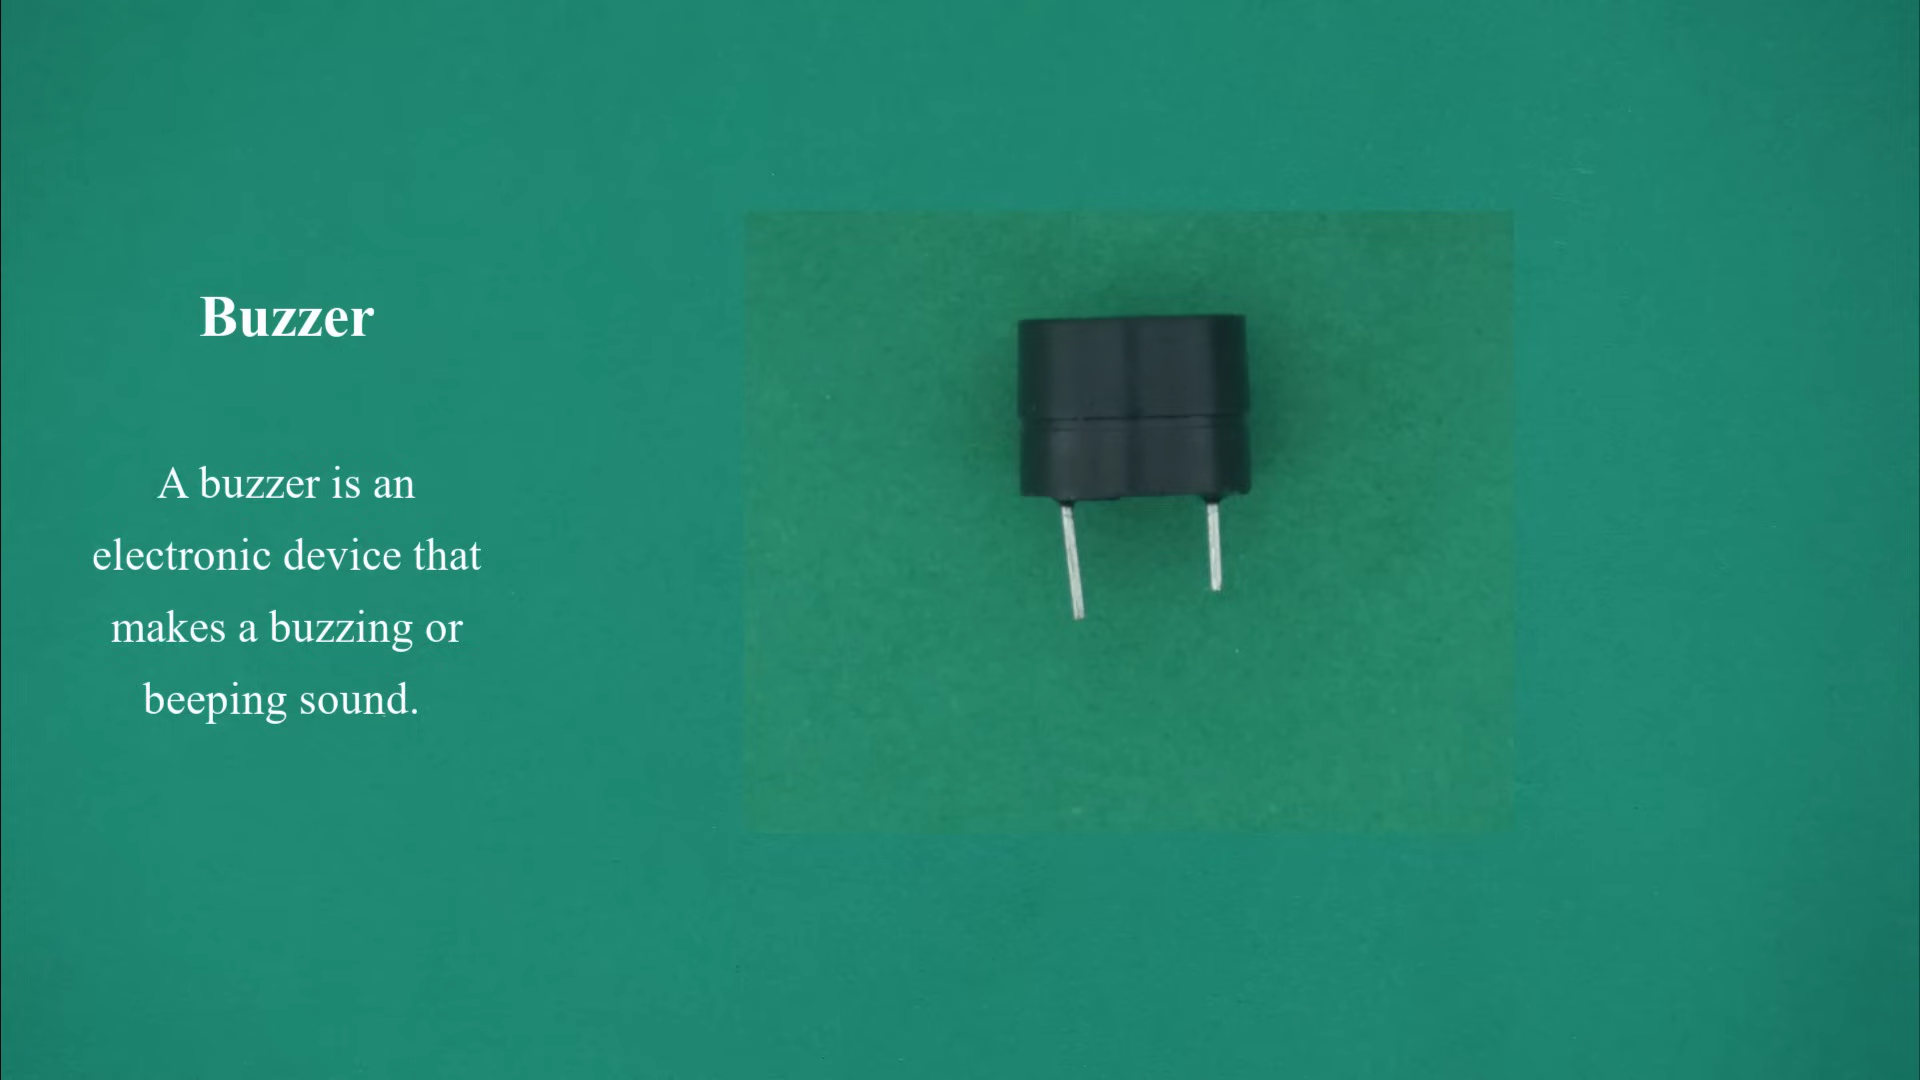 Buzzer
A buzzer is an
electronic device that
makes a buzzing or
beeping sound.